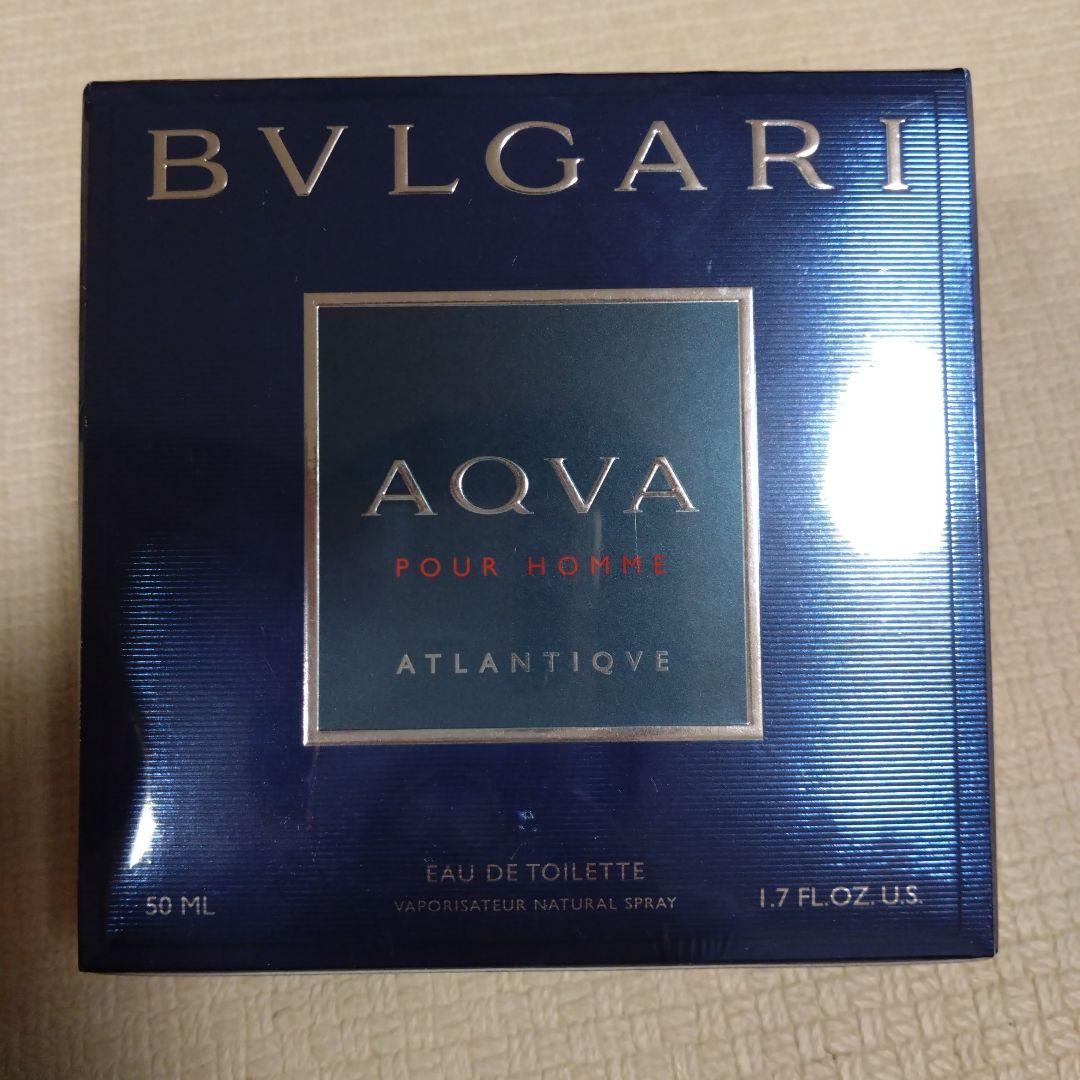 BVLGARI
AQVA
POUR HOMME
ATLANTIQVE
EAU DE TOILETTE
50 ML
VAPORISATEUR NATURAL SPRAY
1.7 FL.OZ. U.S.